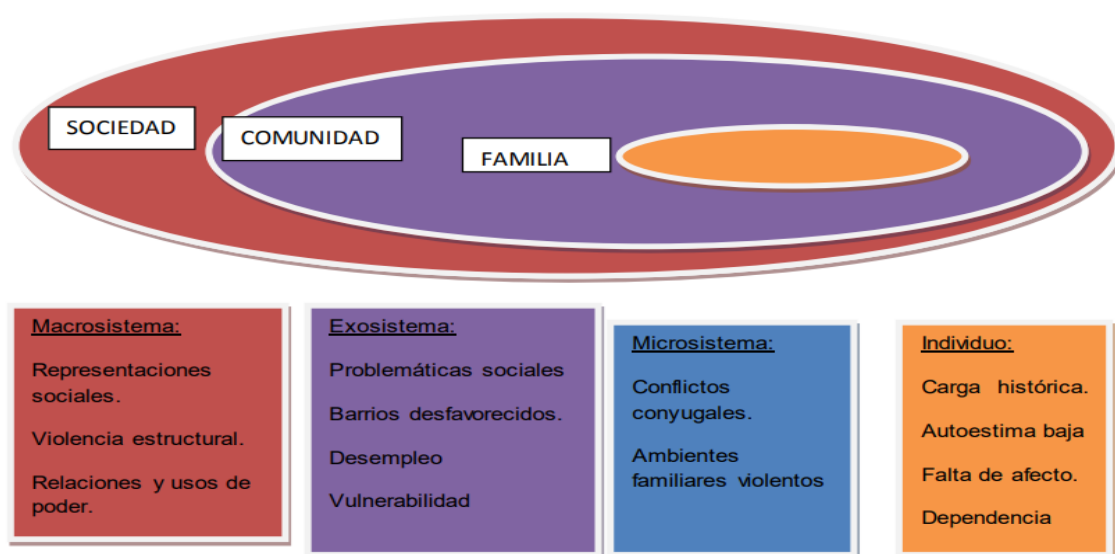 SOCIEDAD
COMUNIDAD
FAMILIA
Macrosistema:
Representaciones
sociales.
Violencia estructural.
Relaciones y usos de
poder.
Exosistema:
Problemáticas sociales
Barrios desfavorecidos.
Desempleo
Vulnerabilidad
Microsistema:
Conflictos
conyugales.
Ambientes
familiares violentos
Individuo:
Carga histórica.
Autoestima baja
Falta de afecto.
Dependencia